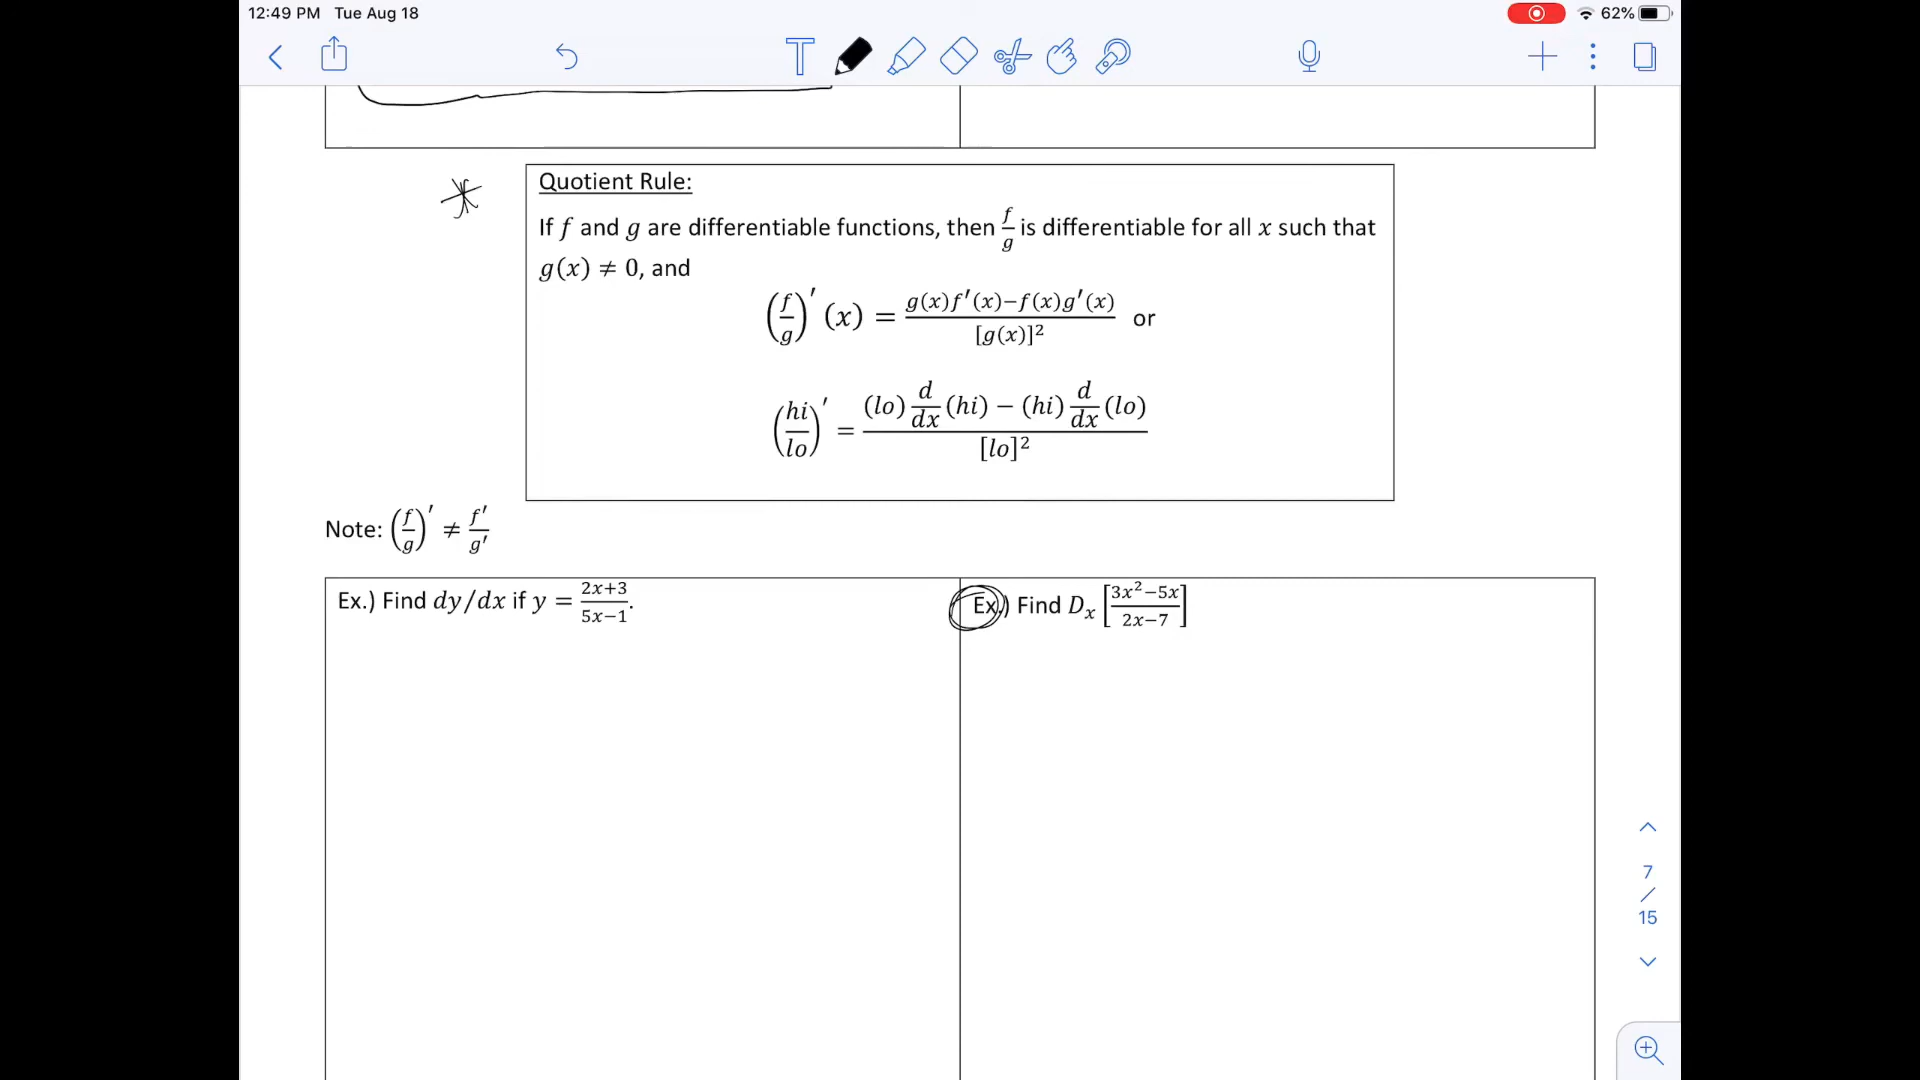 12:49 PM Tue Aug 18
62%
T
Quotient Rule:
If f and g are differentiable functions, then f/g is differentiable for all x such that
g(x) ≠ 0, and
(f/g)′ (x) = g(x)f′(x)−f(x)g′(x)/[g(x)]² or
(hi/lo)′ = (lo) d/dx (hi) − (hi) d/dx (lo)/[lo]²
Note: (f/g)′ ≠ f′/g′
Ex.) Find dy/dx if y = 2x+3/5x−1.
Ex.) Find Dₓ [3x²−5x/2x−7]
7
/
15